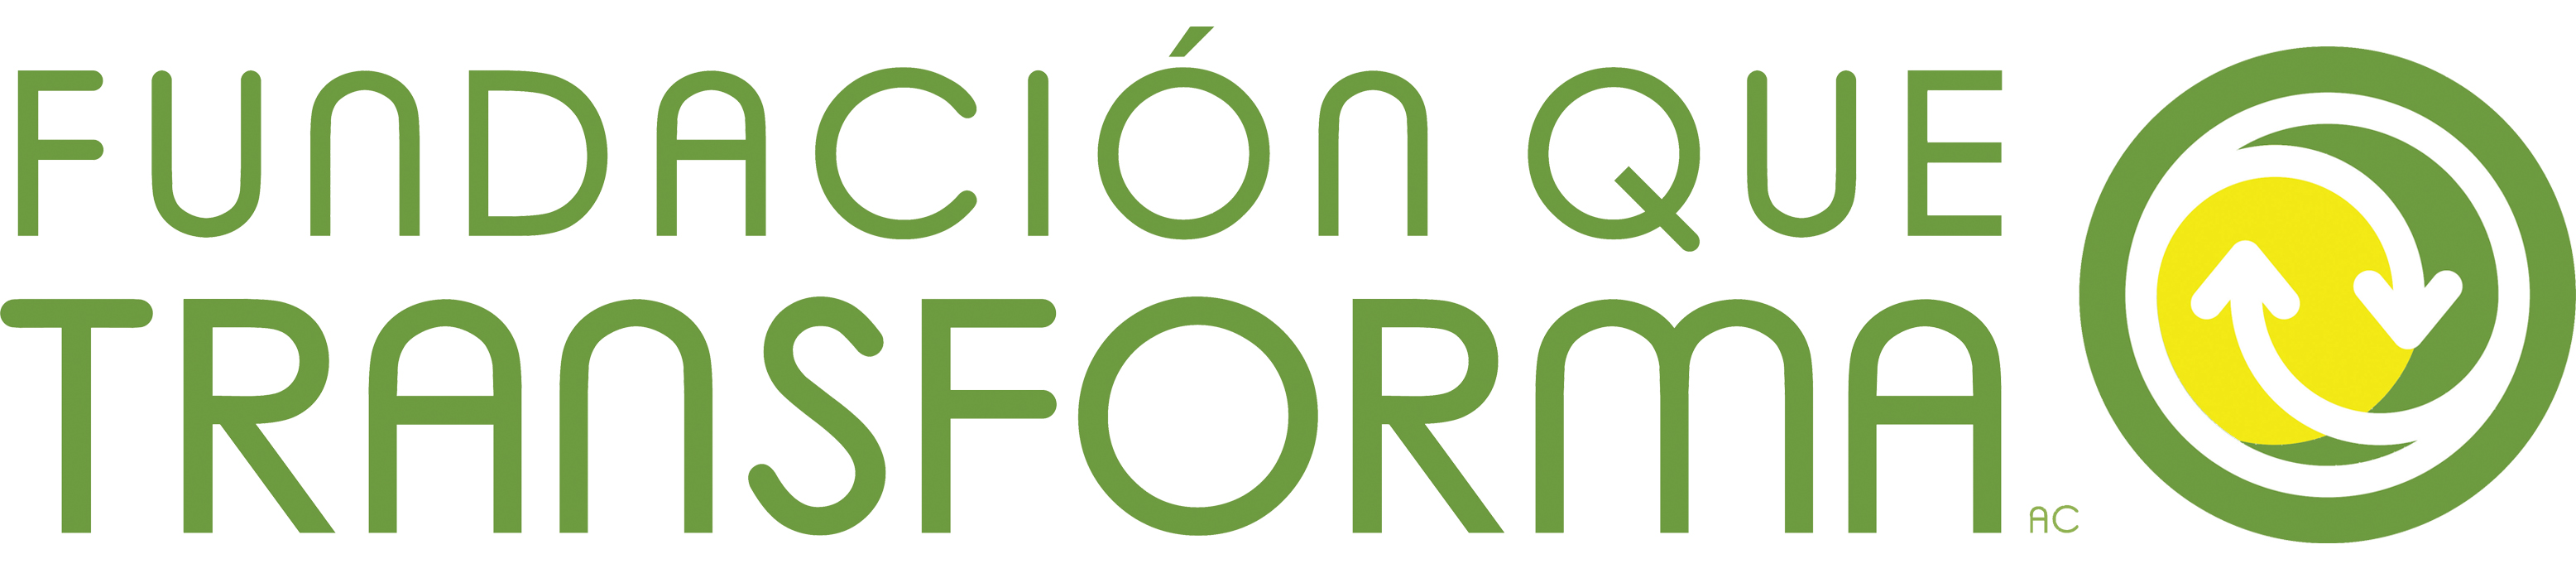 FUNDACIÓN QUE
TRANSFORMA AC